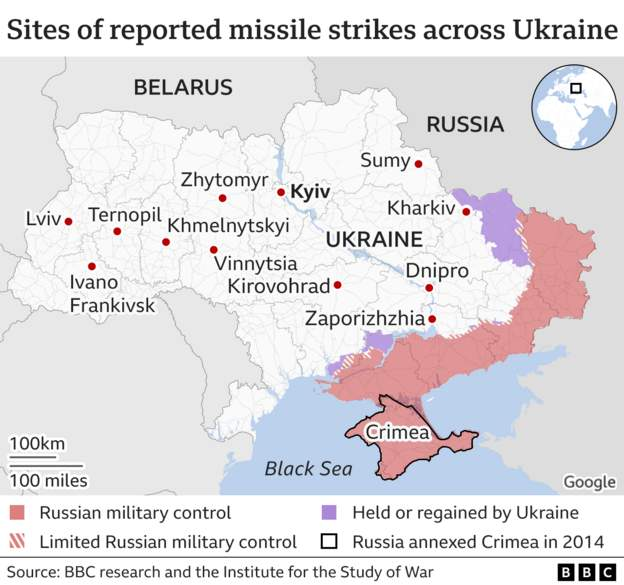 Sites of reported missile strikes across Ukraine
BELARUS
RUSSIA
Sumy
Zhytomyr
Kyiv
Lviv
Ternopil
Khmelnytskyi
Kharkiv
UKRAINE
Vinnytsia
Dnipro
Ivano
Frankivsk
Kirovohrad
Zaporizhzhia
Crimea
100km
100 miles
Black Sea
Google
Russian military control
Held or regained by Ukraine
Limited Russian military control
Russia annexed Crimea in 2014
Source: BBC research and the Institute for the Study of War
BBC